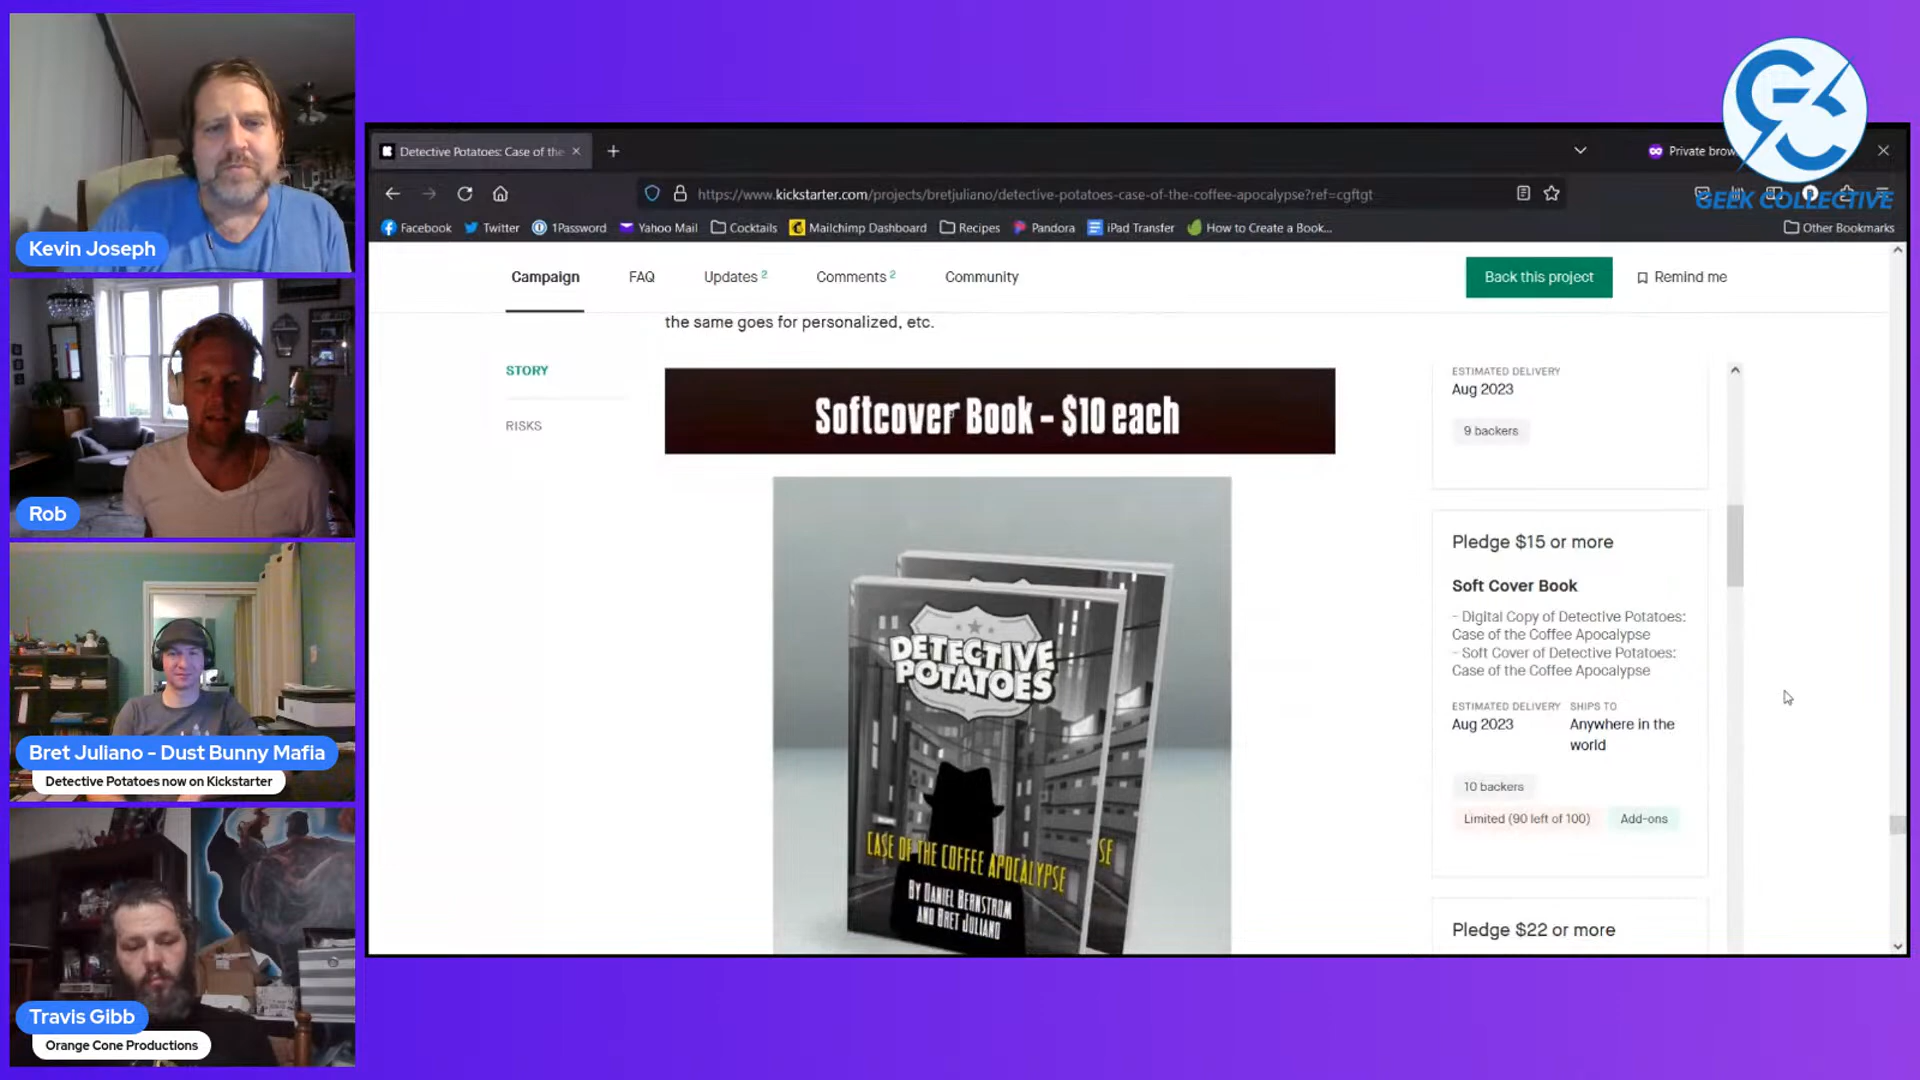 Kevin Joseph
Rob
Bret Juliano - Dust Bunny Mafia
Detective Potatoes now on Kickstarter
Travis Gibb
Orange Cone Productions
GEEK COLLECTIVE
Detective Potatoes: Case of the
Private brow
https://www.kickstarter.com/projects/bretjuliano/detective-potatoes-case-of-the-coffee-apocalypse?ref=cgftgt
Facebook Twitter 1Password Yahoo Mail Cocktails Mailchimp Dashboard Recipes Pandora iPad Transfer How to Create a Book... Other Bookmarks
Campaign FAQ Updates 2 Comments 2 Community Back this project Remind me
the same goes for personalized, etc.
STORY
RISKS
Softcover Book - $10 each
DETECTIVE
POTATOES
CASE OF THE COFFEE APOCALYPSE
SE
BY DANIEL BERNSTROM
AND BRET JULIANO
ESTIMATED DELIVERY
Aug 2023
9 backers
Pledge $15 or more
Soft Cover Book
- Digital Copy of Detective Potatoes:
Case of the Coffee Apocalypse
- Soft Cover of Detective Potatoes:
Case of the Coffee Apocalypse
ESTIMATED DELIVERY SHIPS TO
Aug 2023 Anywhere in the
world
10 backers
Limited (90 left of 100) Add-ons
Pledge $22 or more